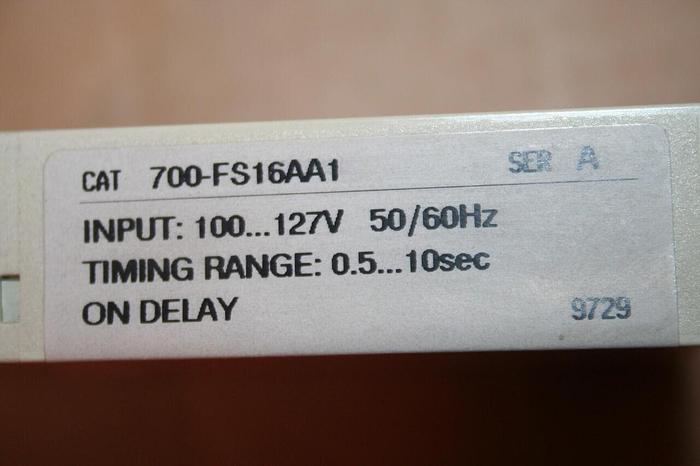 CAT 700-FS16AA1 SER A
INPUT: 100...127V 50/60Hz
TIMING RANGE: 0.5...10sec
ON DELAY 9729